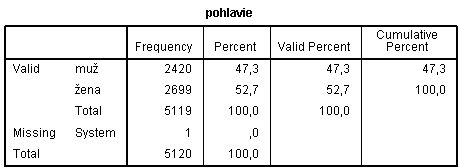 pohlavie
Frequency Percent Valid Percent Cumulative Percent
Valid muž 2420 47,3 47,3 47,3
žena 2699 52,7 52,7 100,0
Total 5119 100,0 100,0
Missing System 1 ,0
Total 5120 100,0